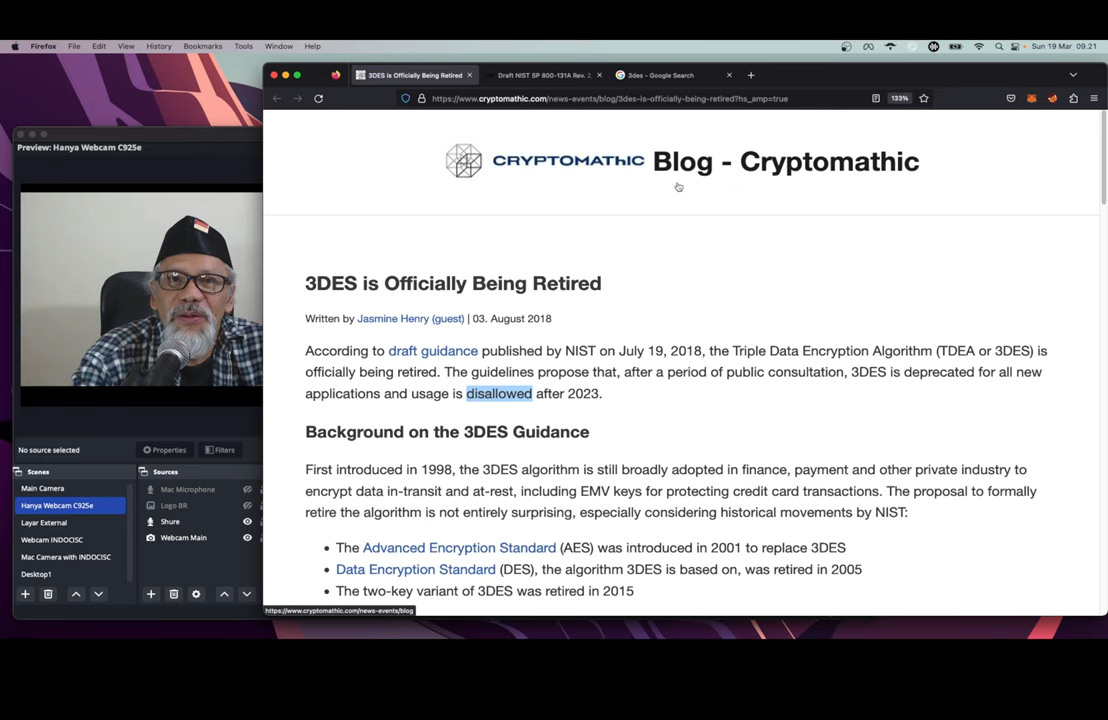 Firefox File Edit View History Bookmarks Tools Window Help
Sun 19 Mar 09.21
3DES is Officially Being Retired
Draft NIST SP 800-131A Rev. 2,
3des - Google Search
https://www.cryptomathic.com/news-events/blog/3des-is-officially-being-retired?hs_amp=true
133%
Preview: Hanya Webcam C925e
CRYPTOMATHIC Blog - Cryptomathic
3DES is Officially Being Retired
Written by Jasmine Henry (guest) | 03. August 2018
According to draft guidance published by NIST on July 19, 2018, the Triple Data Encryption Algorithm (TDEA or 3DES) is
officially being retired. The guidelines propose that, after a period of public consultation, 3DES is deprecated for all new
applications and usage is disallowed after 2023.
Background on the 3DES Guidance
First introduced in 1998, the 3DES algorithm is still broadly adopted in finance, payment and other private industry to
encrypt data in-transit and at-rest, including EMV keys for protecting credit card transactions. The proposal to formally
retire the algorithm is not entirely surprising, especially considering historical movements by NIST:
• The Advanced Encryption Standard (AES) was introduced in 2001 to replace 3DES
• Data Encryption Standard (DES), the algorithm 3DES is based on, was retired in 2005
• The two-key variant of 3DES was retired in 2015
https://www.cryptomathic.com/news-events/blog
No source selected
Properties
Filters
Scenes
Main Camera
Hanya Webcam C925e
Layar External
Webcam INDOCISC
Mac Camera with INDOCISC
Desktop1
Sources
Mac Microphone
Logo BR
Share
Webcam Main